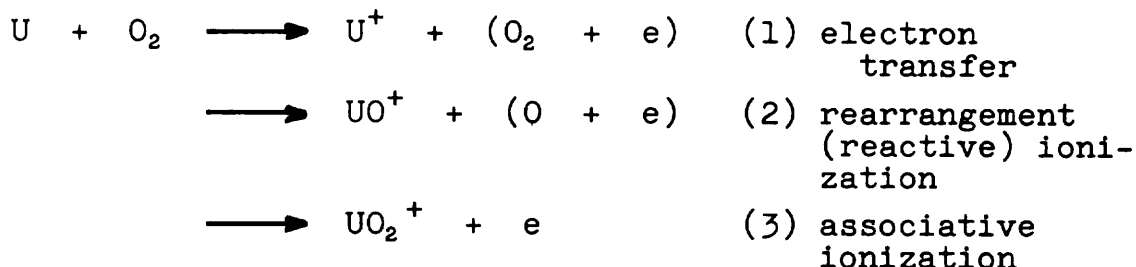 U + O₂ ⟶ U⁺ + (O₂ + e) (1) electron
transfer
⟶ UO⁺ + (O + e) (2) rearrangement
(reactive) ioni-
zation
⟶ UO₂⁺ + e (3) associative
ionization